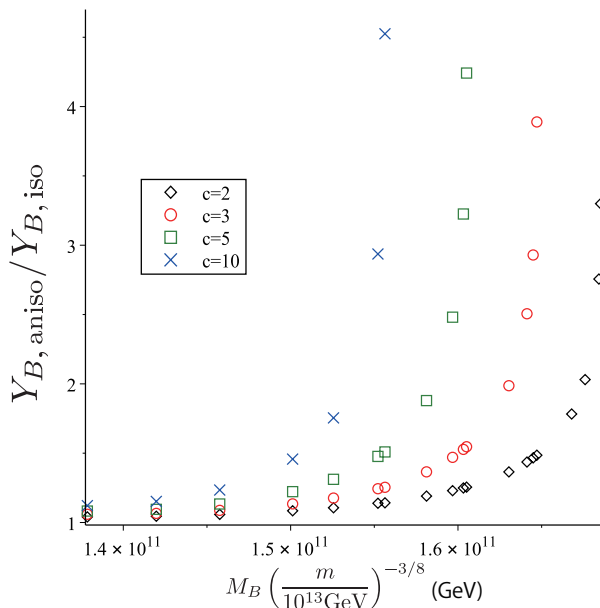 4
3
2
1
Y_{B, aniso}/Y_{B, iso}
c=2
c=3
c=5
c=10
1.4 × 10^{11}
1.5 × 10^{11}
1.6 × 10^{11}
M_B (m/10^{13}GeV)^{-3/8} (GeV)